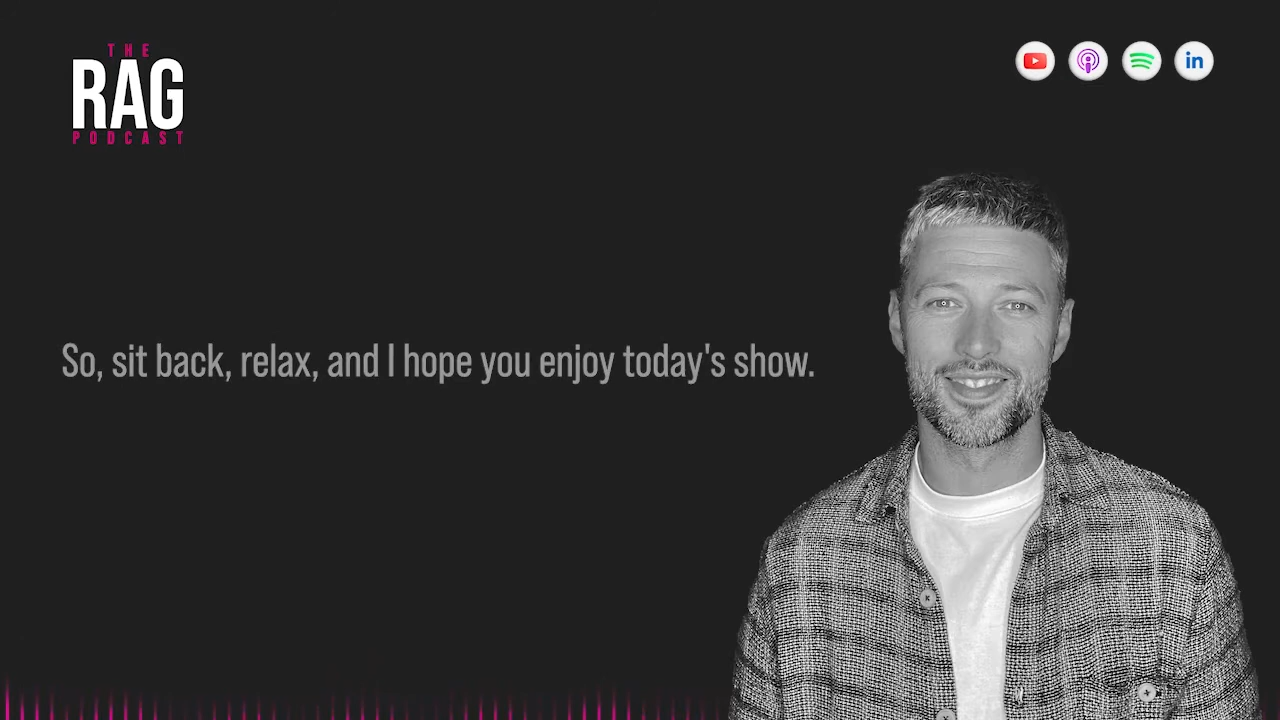 THE
RAG
PODCAST
in
So, sit back, relax, and I hope you enjoy today's show.